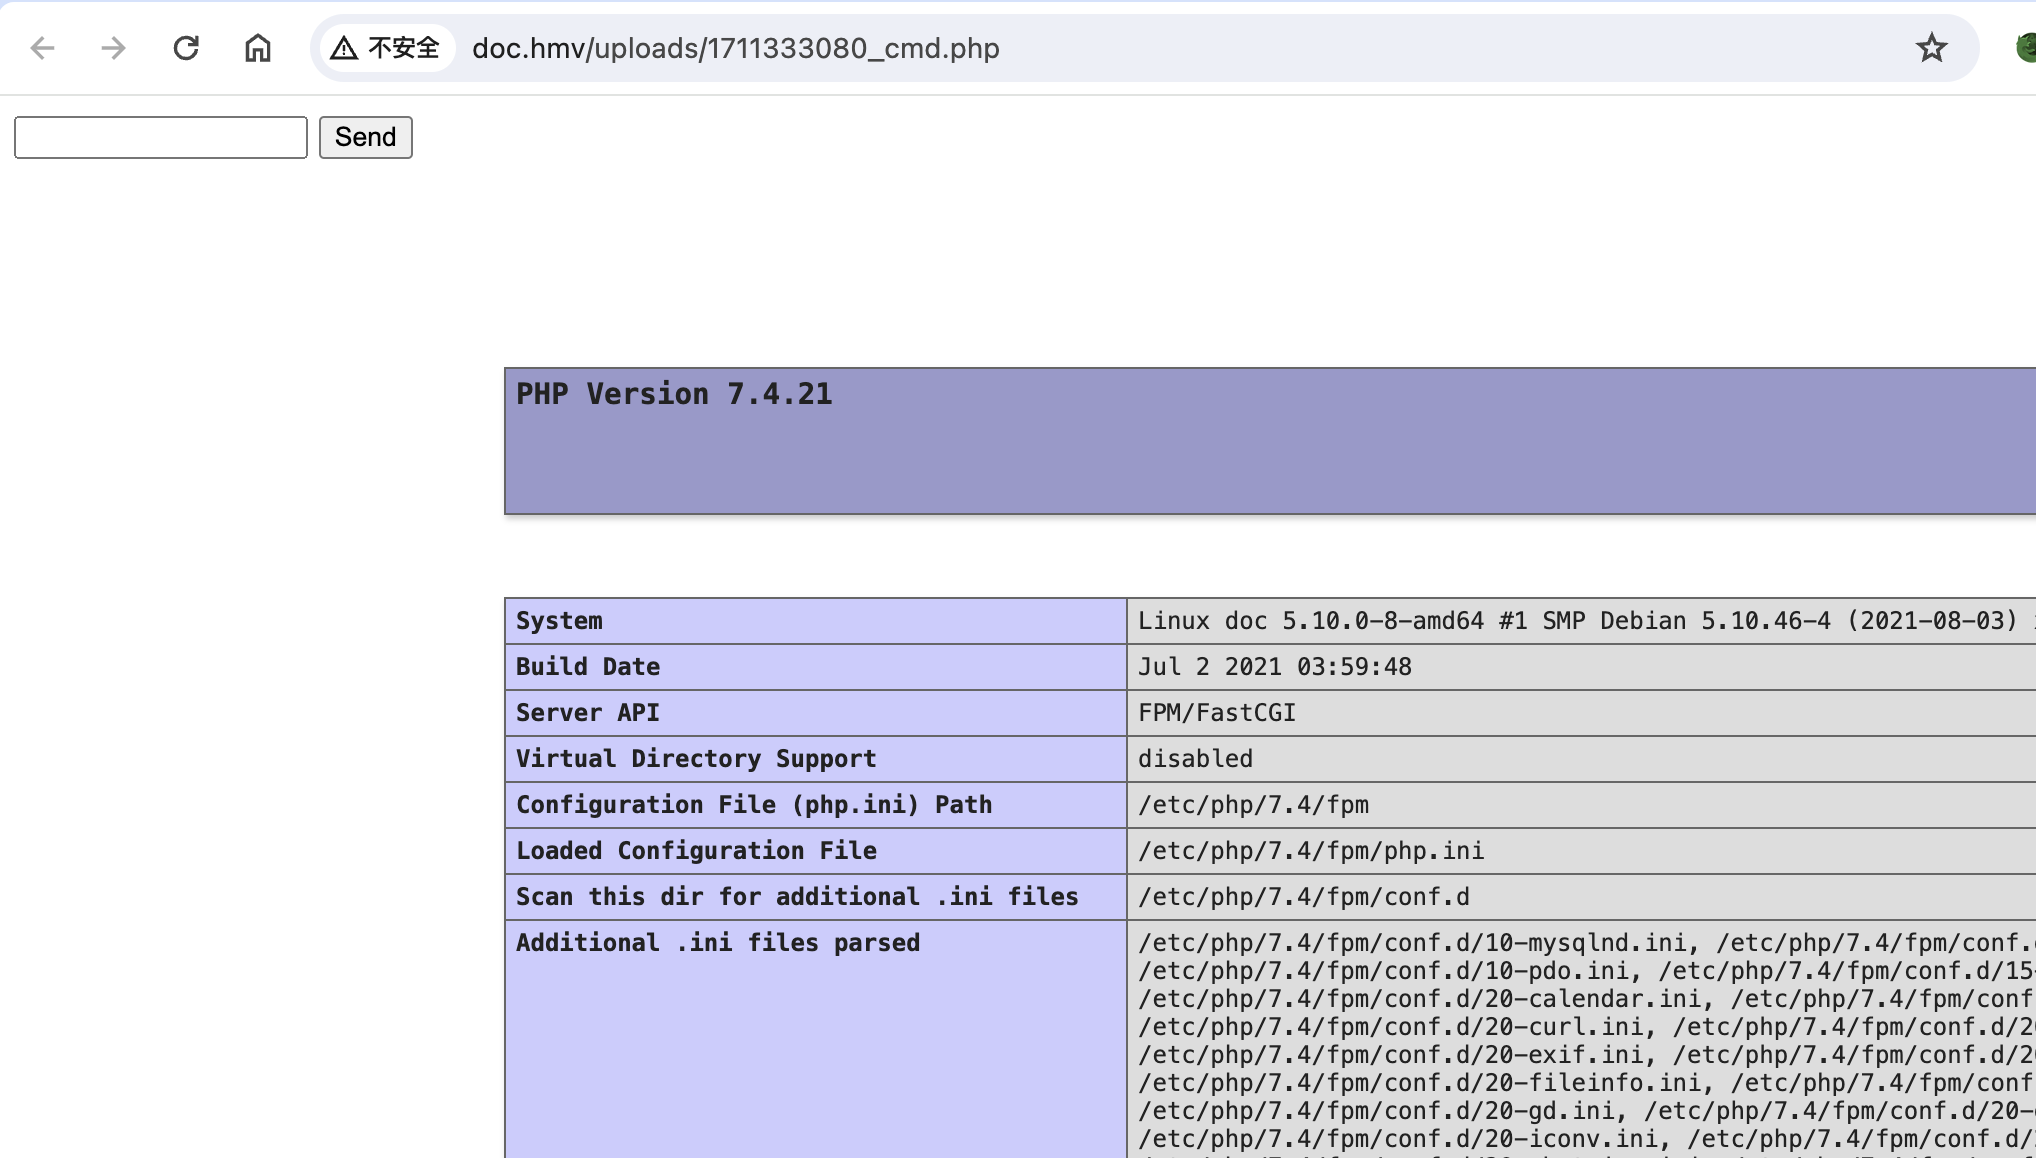 不安全 doc.hmv/uploads/1711333080_cmd.php
Send
PHP Version 7.4.21
System Linux doc 5.10.0-8-amd64 #1 SMP Debian 5.10.46-4 (2021-08-03)
Build Date Jul 2 2021 03:59:48
Server API FPM/FastCGI
Virtual Directory Support disabled
Configuration File (php.ini) Path /etc/php/7.4/fpm
Loaded Configuration File /etc/php/7.4/fpm/php.ini
Scan this dir for additional .ini files /etc/php/7.4/fpm/conf.d
Additional .ini files parsed /etc/php/7.4/fpm/conf.d/10-mysqlnd.ini, /etc/php/7.4/fpm/conf.
/etc/php/7.4/fpm/conf.d/10-pdo.ini, /etc/php/7.4/fpm/conf.d/15-
/etc/php/7.4/fpm/conf.d/20-calendar.ini, /etc/php/7.4/fpm/conf
/etc/php/7.4/fpm/conf.d/20-curl.ini, /etc/php/7.4/fpm/conf.d/2
/etc/php/7.4/fpm/conf.d/20-exif.ini, /etc/php/7.4/fpm/conf.d/2
/etc/php/7.4/fpm/conf.d/20-fileinfo.ini, /etc/php/7.4/fpm/conf
/etc/php/7.4/fpm/conf.d/20-gd.ini, /etc/php/7.4/fpm/conf.d/20-
/etc/php/7.4/fpm/conf.d/20-iconv.ini, /etc/php/7.4/fpm/conf.d/